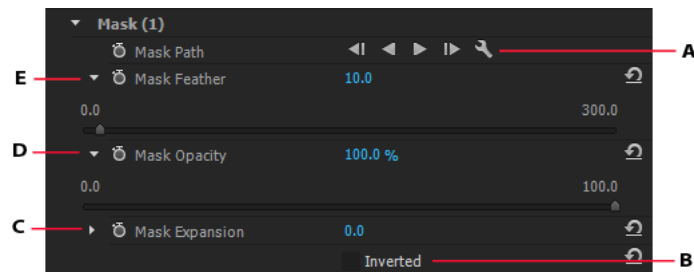 Mask (1)
Mask Path
A
E
Mask Feather 10.0
0.0 300.0
D
Mask Opacity 100.0 %
0.0 100.0
C
Mask Expansion 0.0
Inverted
B